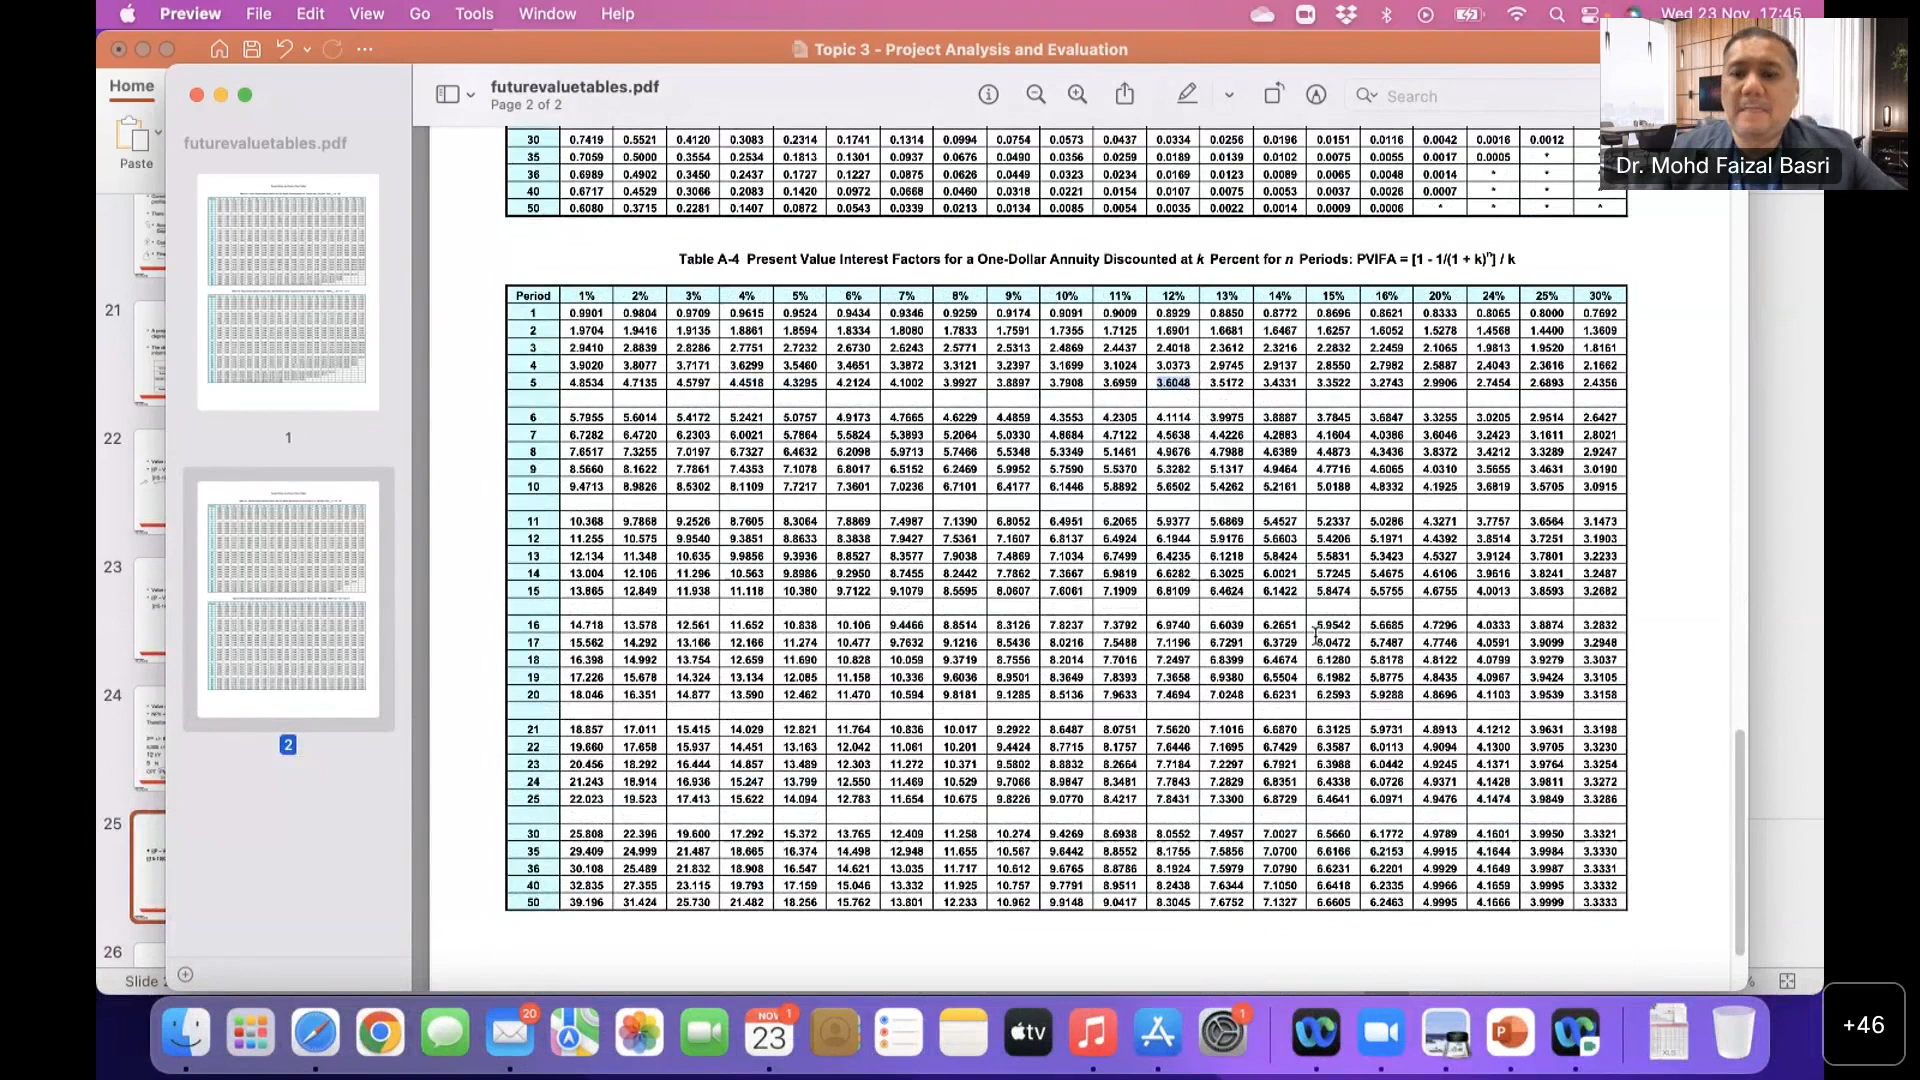 Preview File Edit View Go Tools Window Help Wed 23 Nov 17:45
Topic 3 - Project Analysis and Evaluation
Home
Paste
21
22
23
24
25
26
Slide
futurevaluetables.pdf
1
2
futurevaluetables.pdf
Page 2 of 2
Search
Dr. Mohd Faizal Basri
30 0.7419 0.5521 0.4120 0.3083 0.2314 0.1741 0.1314 0.0994 0.0754 0.0573 0.0437 0.0334 0.0256 0.0196 0.0151 0.0116 0.0042 0.0016 0.0012
35 0.7059 0.5000 0.3554 0.2534 0.1813 0.1301 0.0937 0.0676 0.0490 0.0356 0.0259 0.0189 0.0139 0.0102 0.0075 0.0055 0.0017 0.0005 *
36 0.6989 0.4902 0.3450 0.2437 0.1727 0.1227 0.0875 0.0626 0.0449 0.0323 0.0234 0.0169 0.0123 0.0089 0.0065 0.0048 0.0014 * *
40 0.6717 0.4529 0.3066 0.2083 0.1420 0.0972 0.0668 0.0460 0.0318 0.0221 0.0154 0.0107 0.0075 0.0053 0.0037 0.0026 0.0007 * *
50 0.6080 0.3715 0.2281 0.1407 0.0872 0.0543 0.0339 0.0213 0.0134 0.0085 0.0054 0.0035 0.0022 0.0014 0.0009 0.0006 * * * *
Table A-4 Present Value Interest Factors for a One-Dollar Annuity Discounted at k Percent for n Periods: PVIFA = [1 - 1/(1 + k)ⁿ] / k
Period 1% 2% 3% 4% 5% 6% 7% 8% 9% 10% 11% 12% 13% 14% 15% 16% 20% 24% 25% 30%
1 0.9901 0.9804 0.9709 0.9615 0.9524 0.9434 0.9346 0.9259 0.9174 0.9091 0.9009 0.8929 0.8850 0.8772 0.8696 0.8621 0.8333 0.8065 0.8000 0.7692
2 1.9704 1.9416 1.9135 1.8861 1.8594 1.8334 1.8080 1.7833 1.7591 1.7355 1.7125 1.6901 1.6681 1.6467 1.6257 1.6052 1.5278 1.4568 1.4400 1.3609
3 2.9410 2.8839 2.8286 2.7751 2.7232 2.6730 2.6243 2.5771 2.5313 2.4869 2.4437 2.4018 2.3612 2.3216 2.2832 2.2459 2.1065 1.9813 1.9520 1.8161
4 3.9020 3.8077 3.7171 3.6299 3.5460 3.4651 3.3872 3.3121 3.2397 3.1699 3.1024 3.0373 2.9745 2.9137 2.8550 2.7982 2.5887 2.4043 2.3616 2.1662
5 4.8534 4.7135 4.5797 4.4518 4.3295 4.2124 4.1002 3.9927 3.8897 3.7908 3.6959 3.6048 3.5172 3.4331 3.3522 3.2743 2.9906 2.7454 2.6893 2.4356
6 5.7955 5.6014 5.4172 5.2421 5.0757 4.9173 4.7665 4.6229 4.4859 4.3553 4.2305 4.1114 3.9975 3.8887 3.7845 3.6847 3.3255 3.0205 2.9514 2.6427
7 6.7282 6.4720 6.2303 6.0021 5.7864 5.5824 5.3893 5.2064 5.0330 4.8684 4.7122 4.5638 4.4226 4.2883 4.1604 4.0386 3.6046 3.2423 3.1611 2.8021
8 7.6517 7.3255 7.0197 6.7327 6.4632 6.2098 5.9713 5.7466 5.5348 5.3349 5.1461 4.9676 4.7988 4.6389 4.4873 4.3436 3.8372 3.4212 3.3289 2.9247
9 8.5660 8.1622 7.7861 7.4353 7.1078 6.8017 6.5152 6.2469 5.9952 5.7590 5.5370 5.3282 5.1317 4.9464 4.7716 4.6065 4.0310 3.5655 3.4631 3.0190
10 9.4713 8.9826 8.5302 8.1109 7.7217 7.3601 7.0236 6.7101 6.4177 6.1446 5.8892 5.6502 5.4262 5.2161 5.0188 4.8332 4.1925 3.6819 3.5705 3.0915
11 10.368 9.7868 9.2526 8.7605 8.3064 7.8869 7.4987 7.1390 6.8052 6.4951 6.2065 5.9377 5.6869 5.4527 5.2337 5.0286 4.3271 3.7757 3.6564 3.1473
12 11.255 10.575 9.9540 9.3851 8.8633 8.3838 7.9427 7.5361 7.1607 6.8137 6.4924 6.1944 5.9176 5.6603 5.4206 5.1971 4.4392 3.8514 3.7251 3.1903
13 12.134 11.348 10.635 9.9856 9.3936 8.8527 8.3577 7.9038 7.4869 7.1034 6.7499 6.4235 6.1218 5.8424 5.5831 5.3423 4.5327 3.9124 3.7801 3.2233
14 13.004 12.106 11.296 10.563 9.8986 9.2950 8.7455 8.2442 7.7862 7.3667 6.9819 6.6282 6.3025 6.0021 5.7245 5.4675 4.6106 3.9616 3.8241 3.2487
15 13.865 12.849 11.938 11.118 10.380 9.7122 9.1079 8.5595 8.0607 7.6061 7.1909 6.8109 6.4624 6.1422 5.8474 5.5755 4.6755 4.0013 3.8593 3.2682
16 14.718 13.578 12.561 11.652 10.838 10.106 9.4466 8.8514 8.3126 7.8237 7.3792 6.9740 6.6039 6.2651 5.9542 5.6685 4.7296 4.0333 3.8874 3.2832
17 15.562 14.292 13.166 12.166 11.274 10.477 9.7632 9.1216 8.5436 8.0216 7.5488 7.1196 6.7291 6.3729 6.0472 5.7487 4.7746 4.0591 3.9099 3.2948
18 16.398 14.992 13.754 12.659 11.690 10.828 10.059 9.3719 8.7556 8.2014 7.7016 7.2497 6.8399 6.4674 6.1280 5.8178 4.8122 4.0799 3.9279 3.3037
19 17.226 15.678 14.324 13.134 12.085 11.158 10.336 9.6036 8.9501 8.3649 7.8393 7.3658 6.9380 6.5504 6.1982 5.8775 4.8435 4.0967 3.9424 3.3105
20 18.046 16.351 14.877 13.590 12.462 11.470 10.594 9.8181 9.1285 8.5136 7.9633 7.4694 7.0248 6.6231 6.2593 5.9288 4.8696 4.1103 3.9539 3.3158
21 18.857 17.011 15.415 14.029 12.821 11.764 10.836 10.017 9.2922 8.6487 8.0751 7.5620 7.1016 6.6870 6.3125 5.9731 4.8913 4.1212 3.9631 3.3198
22 19.660 17.658 15.937 14.451 13.163 12.042 11.061 10.201 9.4424 8.7715 8.1757 7.6446 7.1695 6.7429 6.3587 6.0113 4.9094 4.1300 3.9705 3.3230
23 20.456 18.292 16.444 14.857 13.489 12.303 11.272 10.371 9.5802 8.8832 8.2664 7.7184 7.2297 6.7921 6.3988 6.0442 4.9245 4.1371 3.9764 3.3254
24 21.243 18.914 16.936 15.247 13.799 12.550 11.469 10.529 9.7066 8.9847 8.3481 7.7843 7.2829 6.8351 6.4338 6.0726 4.9371 4.1428 3.9811 3.3272
25 22.023 19.523 17.413 15.622 14.094 12.783 11.654 10.675 9.8226 9.0770 8.4217 7.8431 7.3300 6.8729 6.4641 6.0971 4.9476 4.1474 3.9849 3.3286
30 25.808 22.396 19.600 17.292 15.372 13.765 12.409 11.258 10.274 9.4269 8.6938 8.0552 7.4957 7.0027 6.5660 6.1772 4.9789 4.1601 3.9950 3.3321
35 29.409 24.999 21.487 18.665 16.374 14.498 12.948 11.655 10.567 9.6442 8.8552 8.1755 7.5856 7.0700 6.6166 6.2153 4.9915 4.1644 3.9984 3.3330
36 30.108 25.489 21.832 18.908 16.547 14.621 13.035 11.717 10.612 9.6765 8.8786 8.1924 7.5979 7.0790 6.6231 6.2201 4.9929 4.1649 3.9987 3.3331
40 32.835 27.355 23.115 19.793 17.159 15.046 13.332 11.925 10.757 9.7791 8.9511 8.2438 7.6344 7.1050 6.6418 6.2335 4.9966 4.1659 3.9995 3.3332
50 39.196 31.424 25.730 21.482 18.256 15.762 13.801 12.233 10.962 9.9148 9.0417 8.3045 7.6752 7.1327 6.6605 6.2463 4.9995 4.1666 3.9999 3.3333
20
NOV 1
23
tv
1
XLS
+46